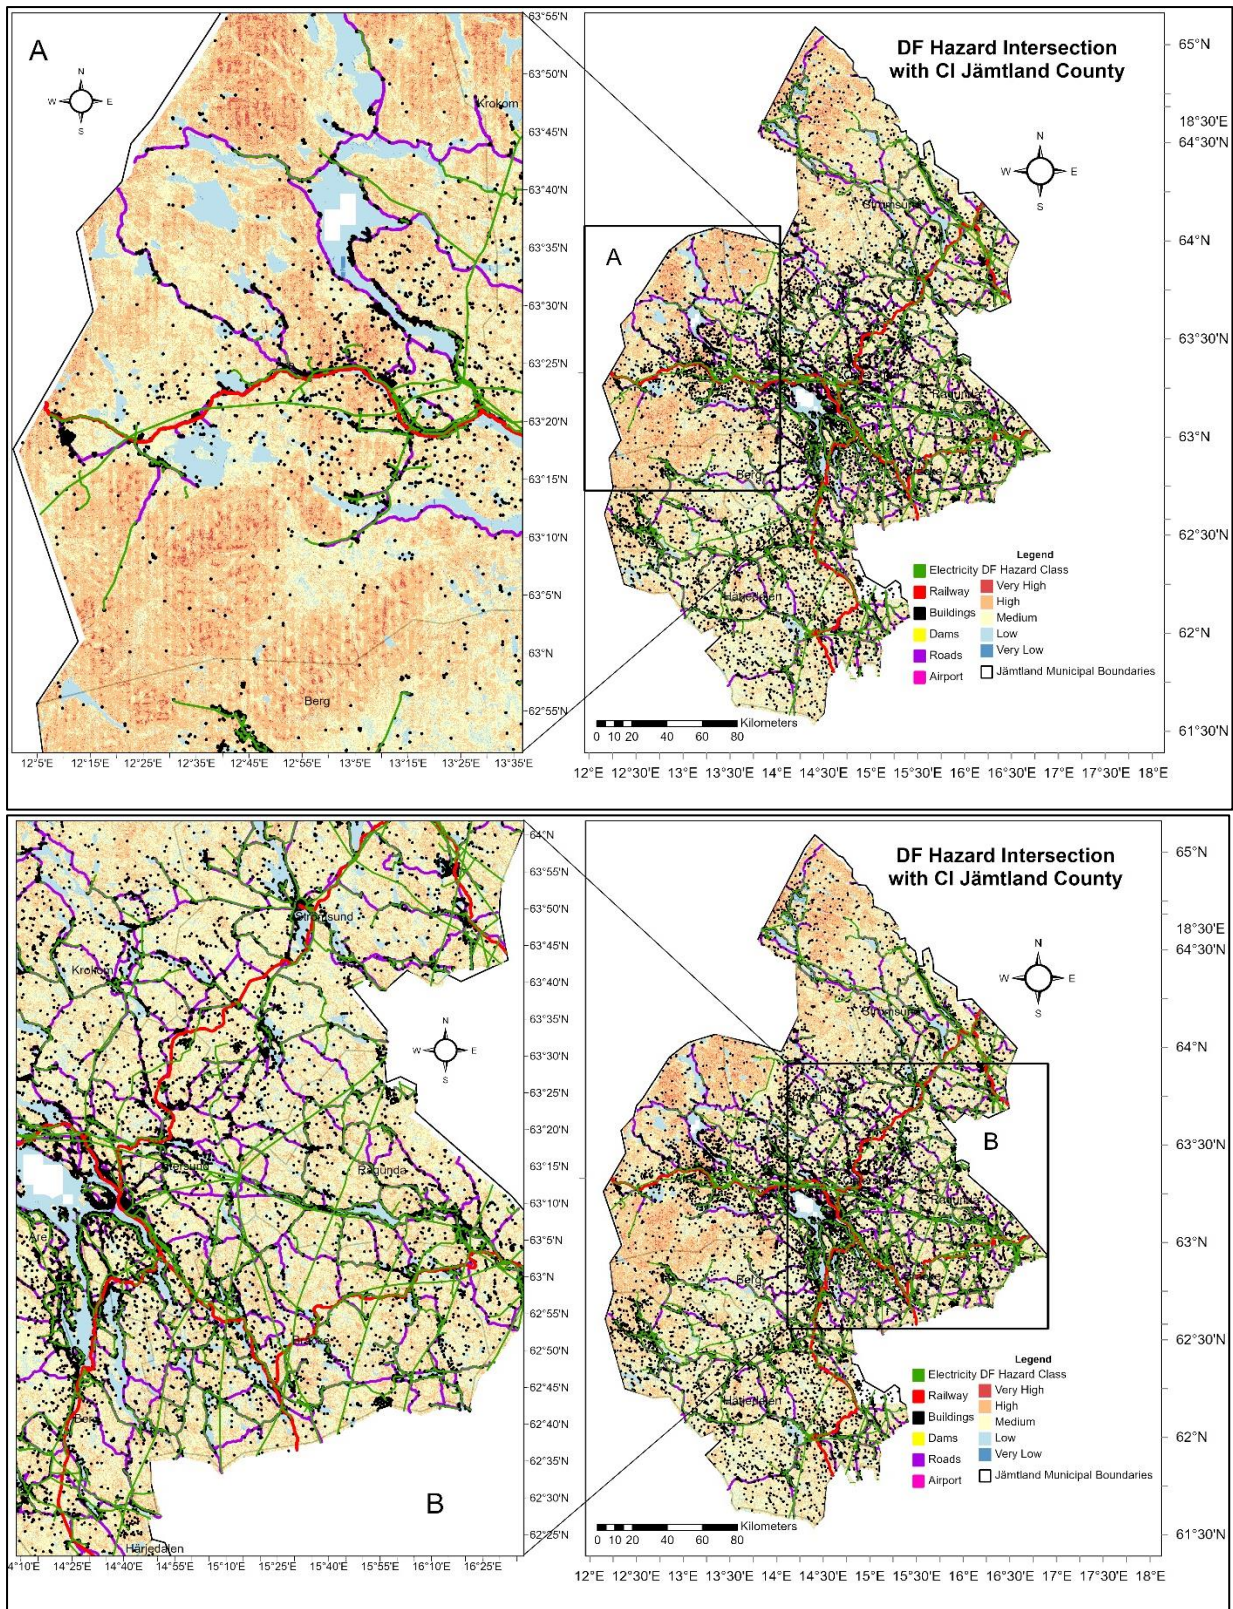 A
N
W E
S
Krokom
Berg
63°55'N
63°50'N
63°45'N
63°40'N
63°35'N
63°30'N
63°25'N
63°20'N
63°15'N
63°10'N
63°5'N
63°N
62°55'N
12°5'E 12°15'E 12°25'E 12°35'E 12°45'E 12°55'E 13°5'E 13°15'E 13°25'E 13°35'E
DF Hazard Intersection
with CI Jämtland County
N
W E
S
A
Ragunda
Berg
65°N
18°30'E
64°30'N
64°N
63°30'N
63°N
62°30'N
62°N
61°30'N
Legend
Electricity DF Hazard Class
Railway
Buildings
Dams
Roads
Airport
Very High
High
Medium
Low
Very Low
Jämtland Municipal Boundaries
0 10 20 40 60 80 Kilometers
12°E 12°30'E 13°E 13°30'E 14°E 14°30'E 15°E 15°30'E 16°E 16°30'E 17°E 17°30'E 18°E
Strömsund
Krokom
N
W E
S
Östersund
Ragunda
Åre
Bräcke
Berg
B
Härjedalen
64°N
63°55'N
63°50'N
63°45'N
63°40'N
63°35'N
63°30'N
63°25'N
63°20'N
63°15'N
63°10'N
63°5'N
63°N
62°55'N
62°50'N
62°45'N
62°40'N
62°35'N
62°30'N
62°25'N
4°10'E 14°25'E 14°40'E 14°55'E 15°10'E 15°25'E 15°40'E 15°55'E 16°10'E 16°25'E
DF Hazard Intersection
with CI Jämtland County
N
W E
S
B
Berg
65°N
18°30'E
64°30'N
64°N
63°30'N
63°N
62°30'N
62°N
61°30'N
Legend
Electricity DF Hazard Class
Railway
Buildings
Dams
Roads
Airport
Very High
High
Medium
Low
Very Low
Jämtland Municipal Boundaries
0 10 20 40 60 80 Kilometers
12°E 12°30'E 13°E 13°30'E 14°E 14°30'E 15°E 15°30'E 16°E 16°30'E 17°E 17°30'E 18°E